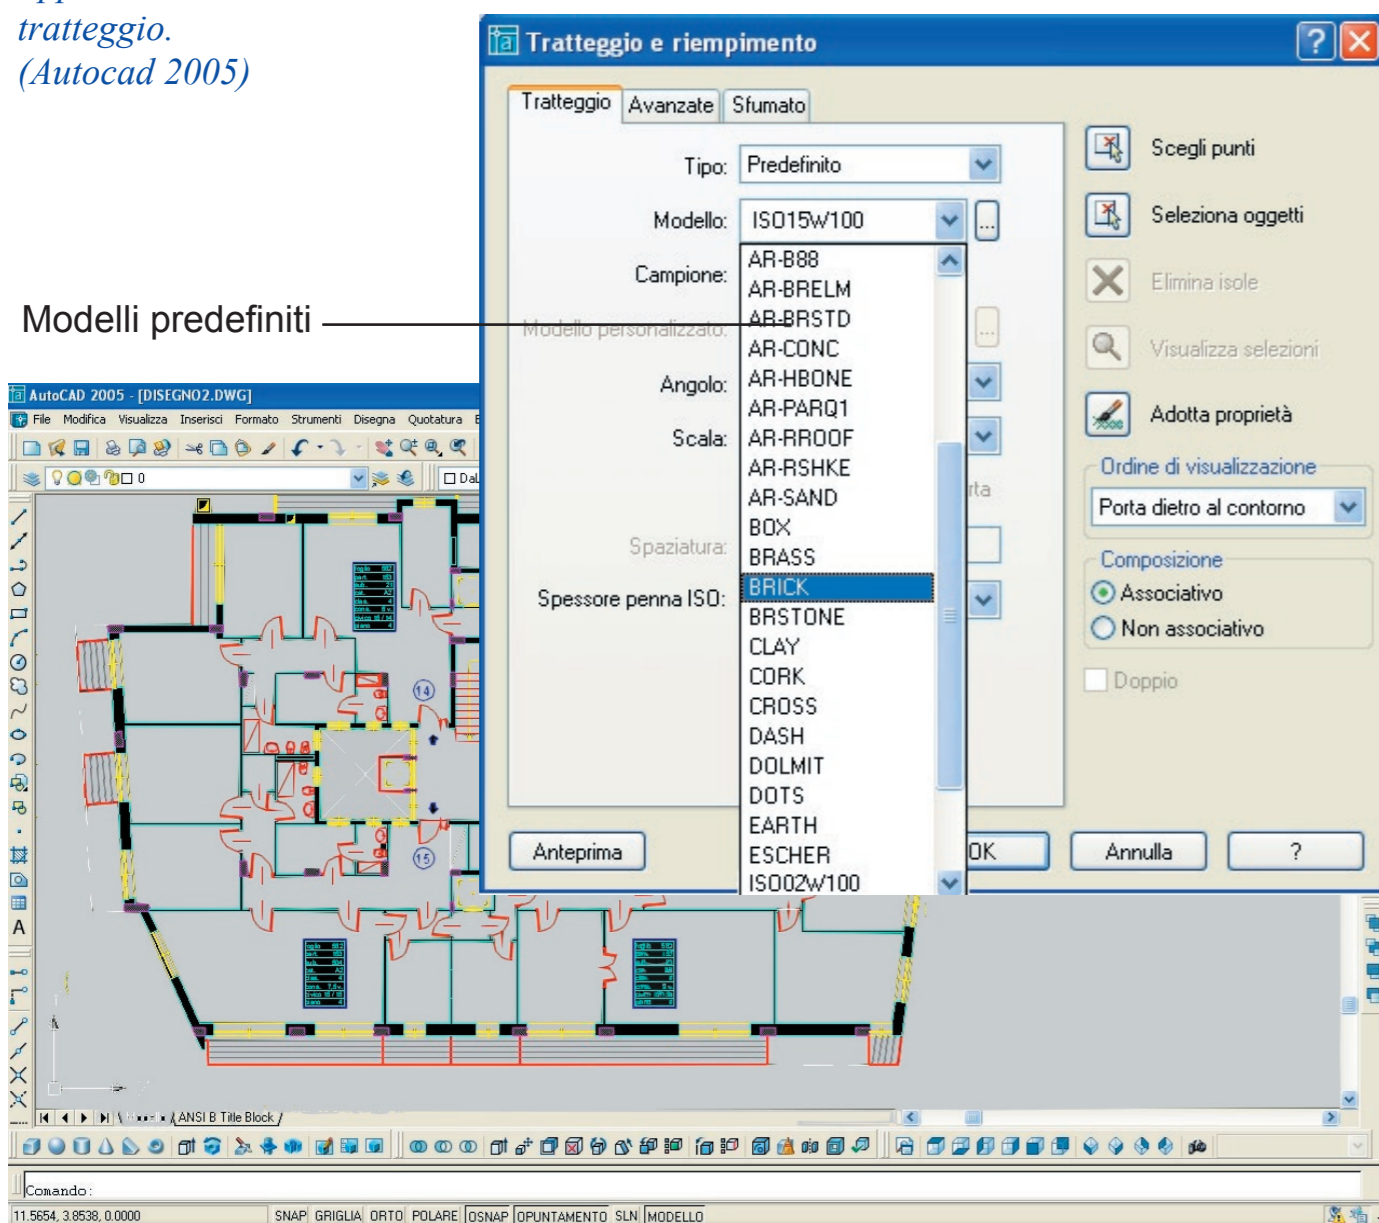 tratteggio.
(Autocad 2005)
Modelli predefiniti
Tratteggio e riempimento
Tratteggio
Avanzate
Sfumato
Tipo:
Predefinito
Modello:
ISO15W100
...
Campione:
Modello personalizzato:
...
Angolo:
Scala:
Spaziatura:
Spessore penna ISO:
AR-B88
AR-BRELM
AR-BRSTD
AR-CONC
AR-HBONE
AR-PARQ1
AR-RROOF
AR-RSHKE
AR-SAND
BOX
BRASS
BRICK
BRSTONE
CLAY
CORK
CROSS
DASH
DOLMIT
DOTS
EARTH
ESCHER
ISO02W100
Scegli punti
Seleziona oggetti
Elimina isole
Visualizza selezioni
Adotta proprietà
Ordine di visualizzazione
Porta dietro al contorno
Composizione
Associativo
Non associativo
Doppio
Anteprima
OK
Annulla
?
AutoCAD 2005 - [DISEGNO2.DWG]
File Modifica Visualizza Inserisci Formato Strumenti Disegna Quotatura
0
14
15
ANSI B Title Block
Comando:
11.5654, 3.8538, 0.0000
SNAP GRIGLIA ORTO POLARE OSNAP OPUNTAMENTO SLN MODELLO